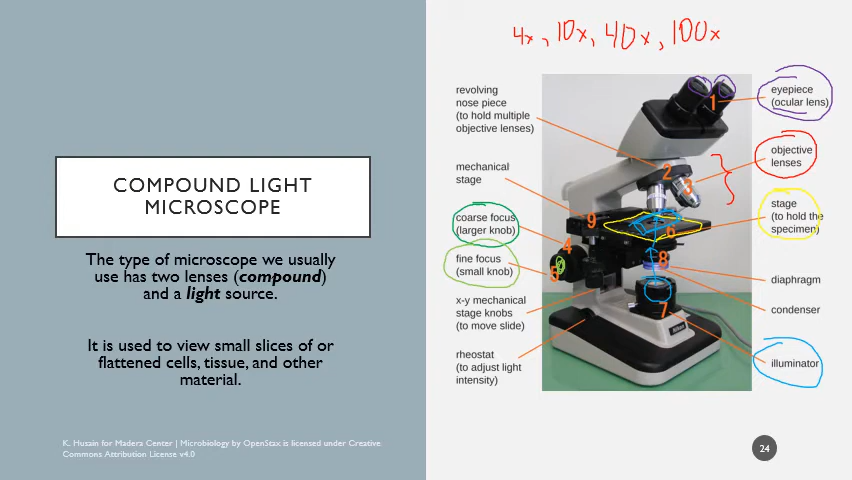 COMPOUND LIGHT
MICROSCOPE
The type of microscope we usually
use has two lenses (compound)
and a light source.
It is used to view small slices of or
flattened cells, tissue, and other
material.
K. Husain for Madera Center | Microbiology by OpenStax is licensed under Creative
Commons Attribution License v4.0
4x, 10x, 40x, 100x
revolving
nose piece
(to hold multiple
objective lenses)
mechanical
stage
coarse focus
(larger knob)
fine focus
(small knob)
x-y mechanical
stage knobs
(to move slide)
rheostat
(to adjust light
intensity)
1
2
3
9
6
4
8
5
7
Nikon
eyepiece
(ocular lens)
objective
lenses
stage
(to hold the
specimen)
diaphragm
condenser
illuminator
24